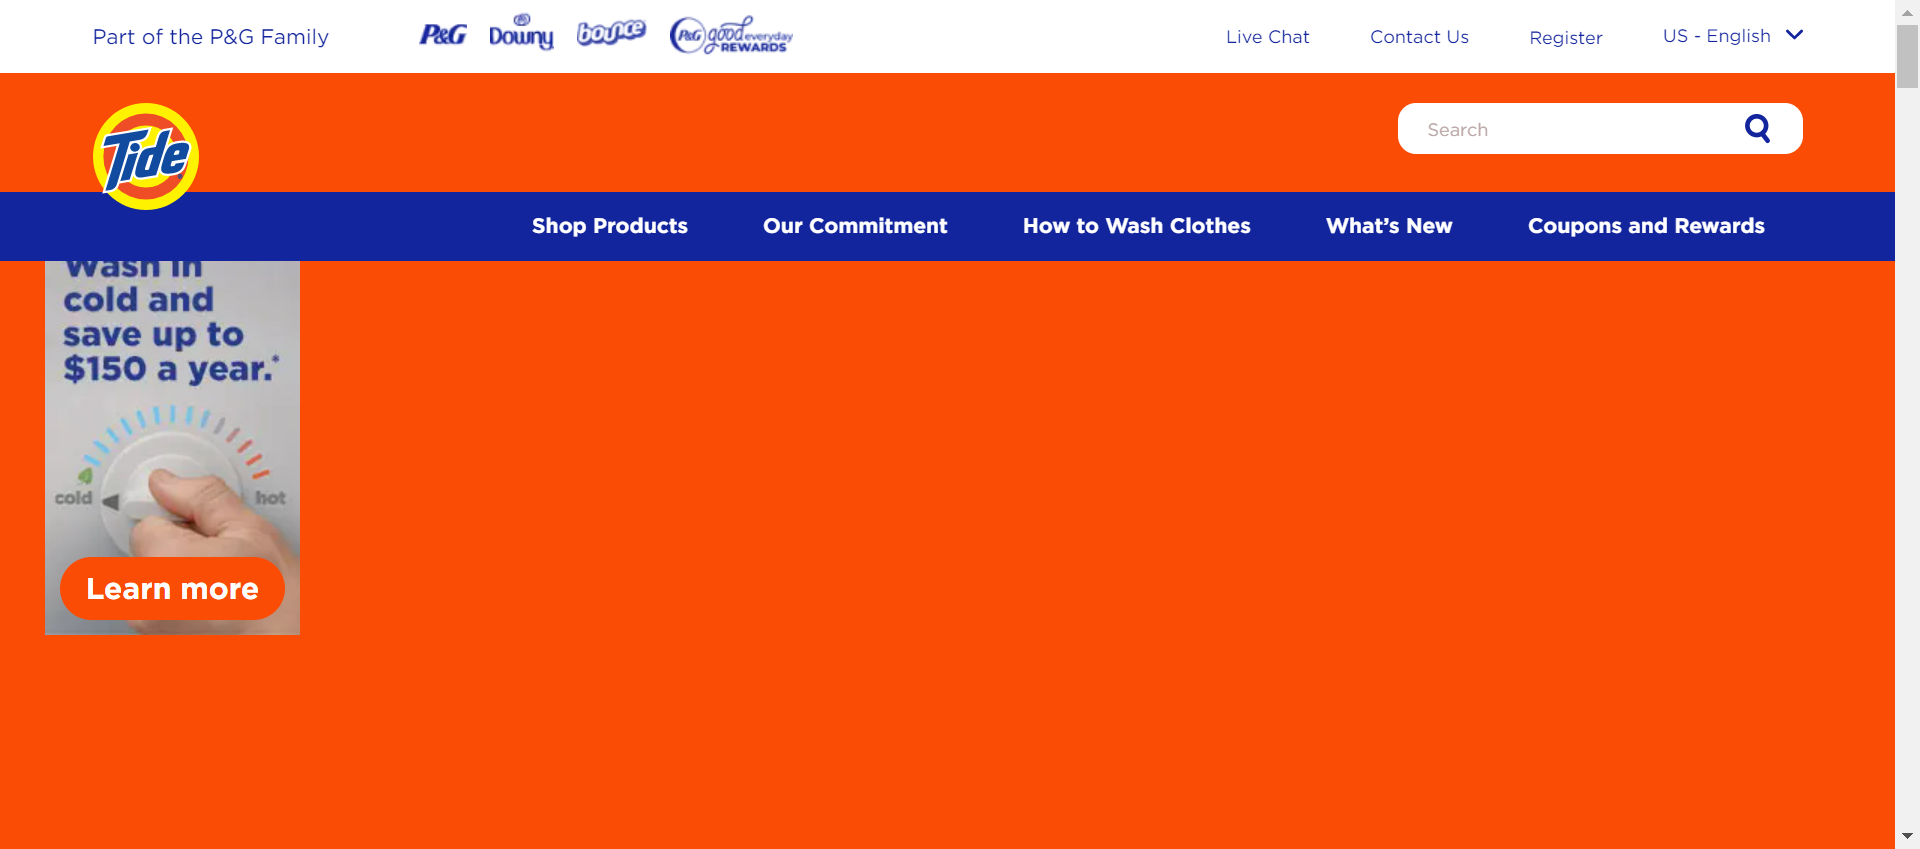 Part of the P&G Family
P&G
Downy
bounce
P&G good everyday REWARDS
Live Chat
Contact Us
Register
US - English
Tide
Search
Shop Products
Our Commitment
How to Wash Clothes
What's New
Coupons and Rewards
Wash in
cold and
save up to
$150 a year.*
cold
hot
Learn more